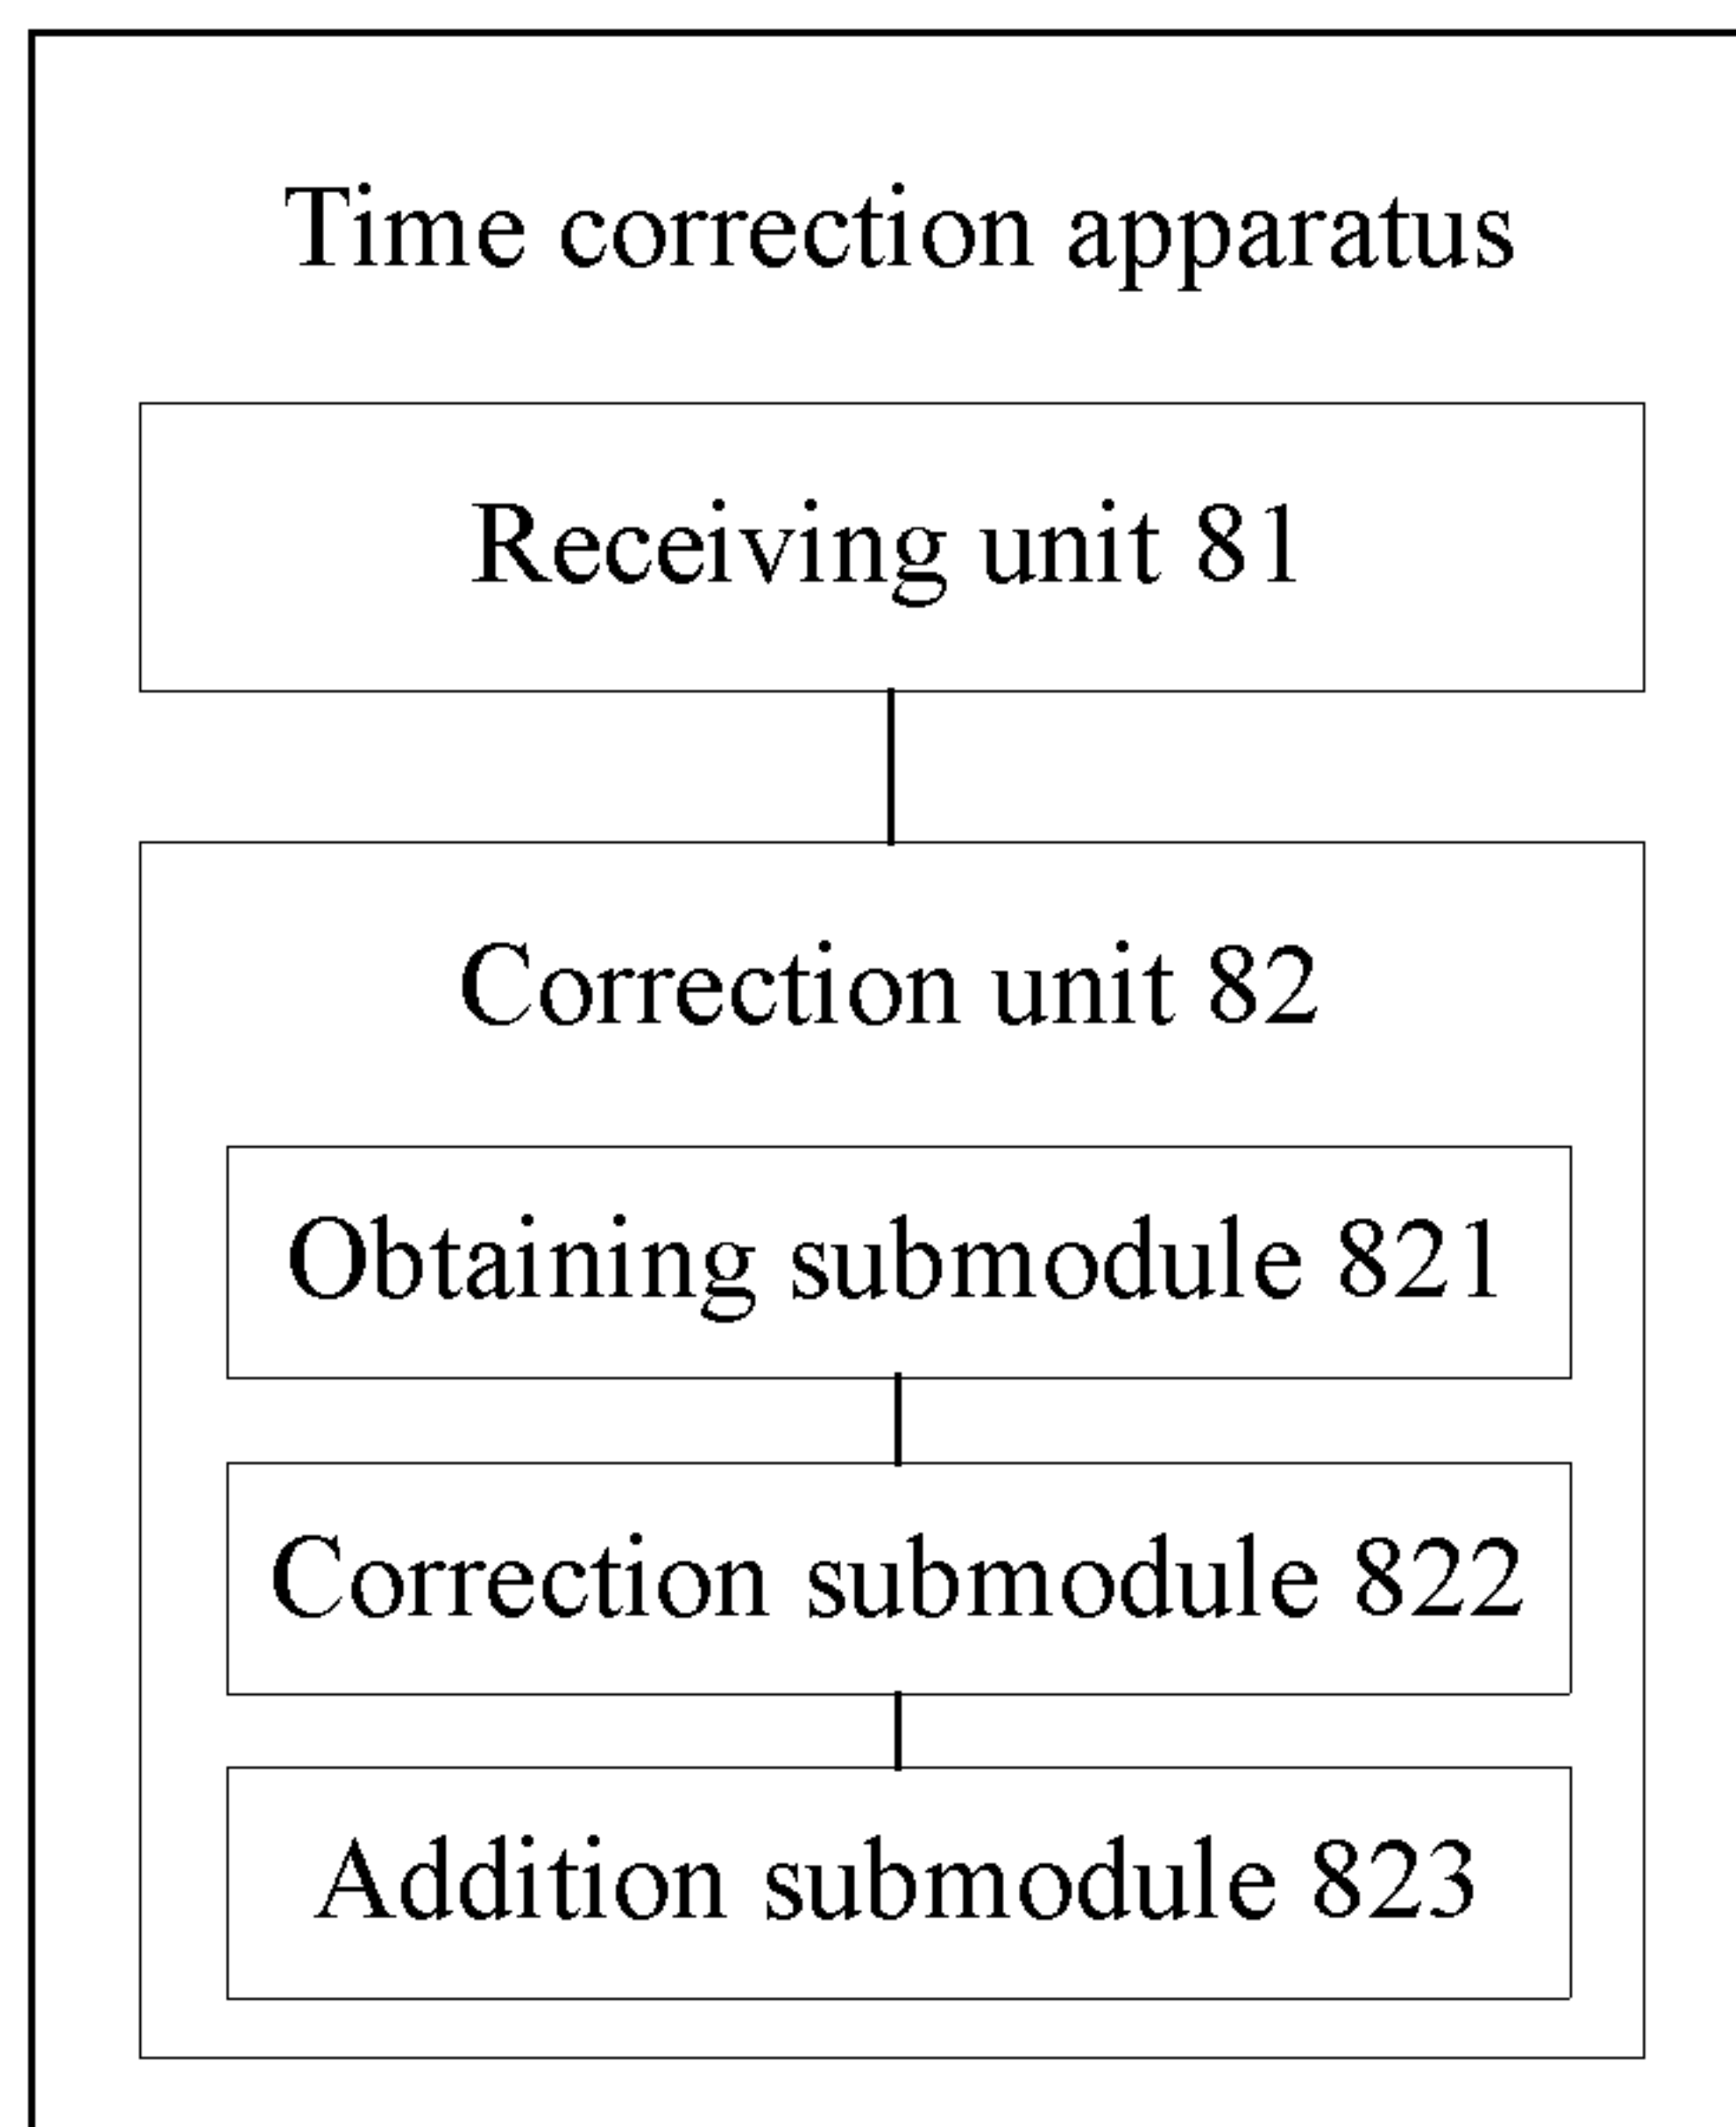 Time correction apparatus
Receiving unit 81
Correction unit 82
Obtaining submodule 821
Correction submodule 822
Addition submodule 823